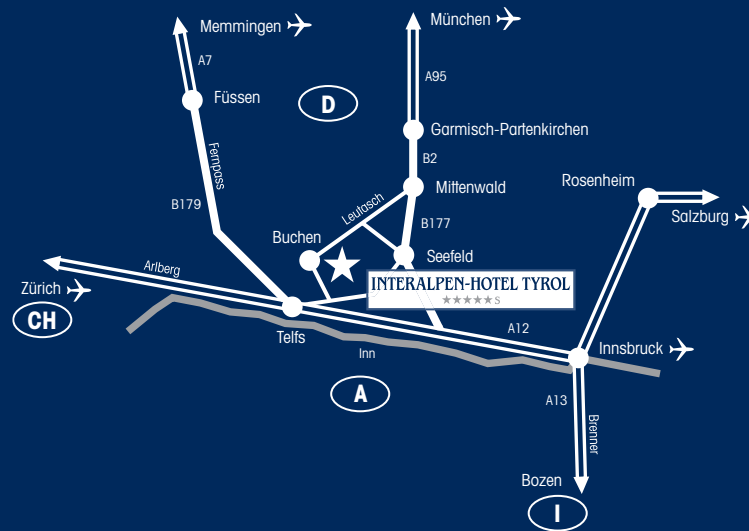 Memmingen
München
A7
A95
Füssen
D
Garmisch-Partenkirchen
B2
Fernpass
Mittenwald
Rosenheim
B179
Leutasch
B177
Salzburg
Buchen
Seefeld
Arlberg
Zürich
INTERALPEN-HOTEL TYROL
★★★★★S
CH
Telfs
A12
Inn
Innsbruck
A
A13
Brenner
Bozen
I